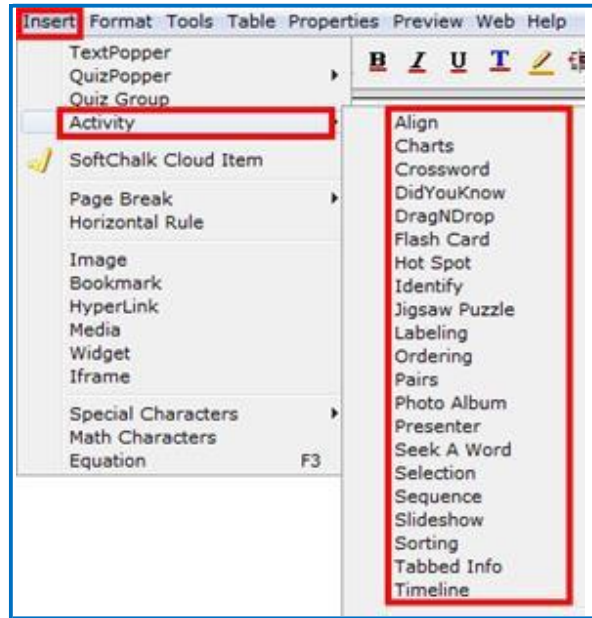 Insert Format Tools Table Properties Preview Web Help
B I U T
TextPopper
QuizPopper
Quiz Group
Activity
SoftChalk Cloud Item
Page Break
Horizontal Rule
Image
Bookmark
HyperLink
Media
Widget
Iframe
Special Characters
Math Characters
Equation F3
Align
Charts
Crossword
DidYouKnow
DragNDrop
Flash Card
Hot Spot
Identify
Jigsaw Puzzle
Labeling
Ordering
Pairs
Photo Album
Presenter
Seek A Word
Selection
Sequence
Slideshow
Sorting
Tabbed Info
Timeline